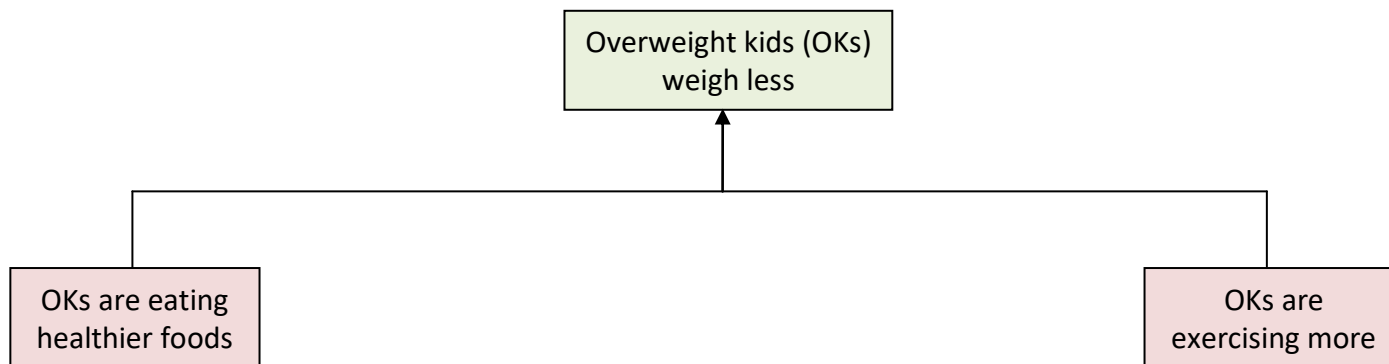 Overweight kids (OKs)
weigh less
OKs are eating
healthier foods
OKs are
exercising more